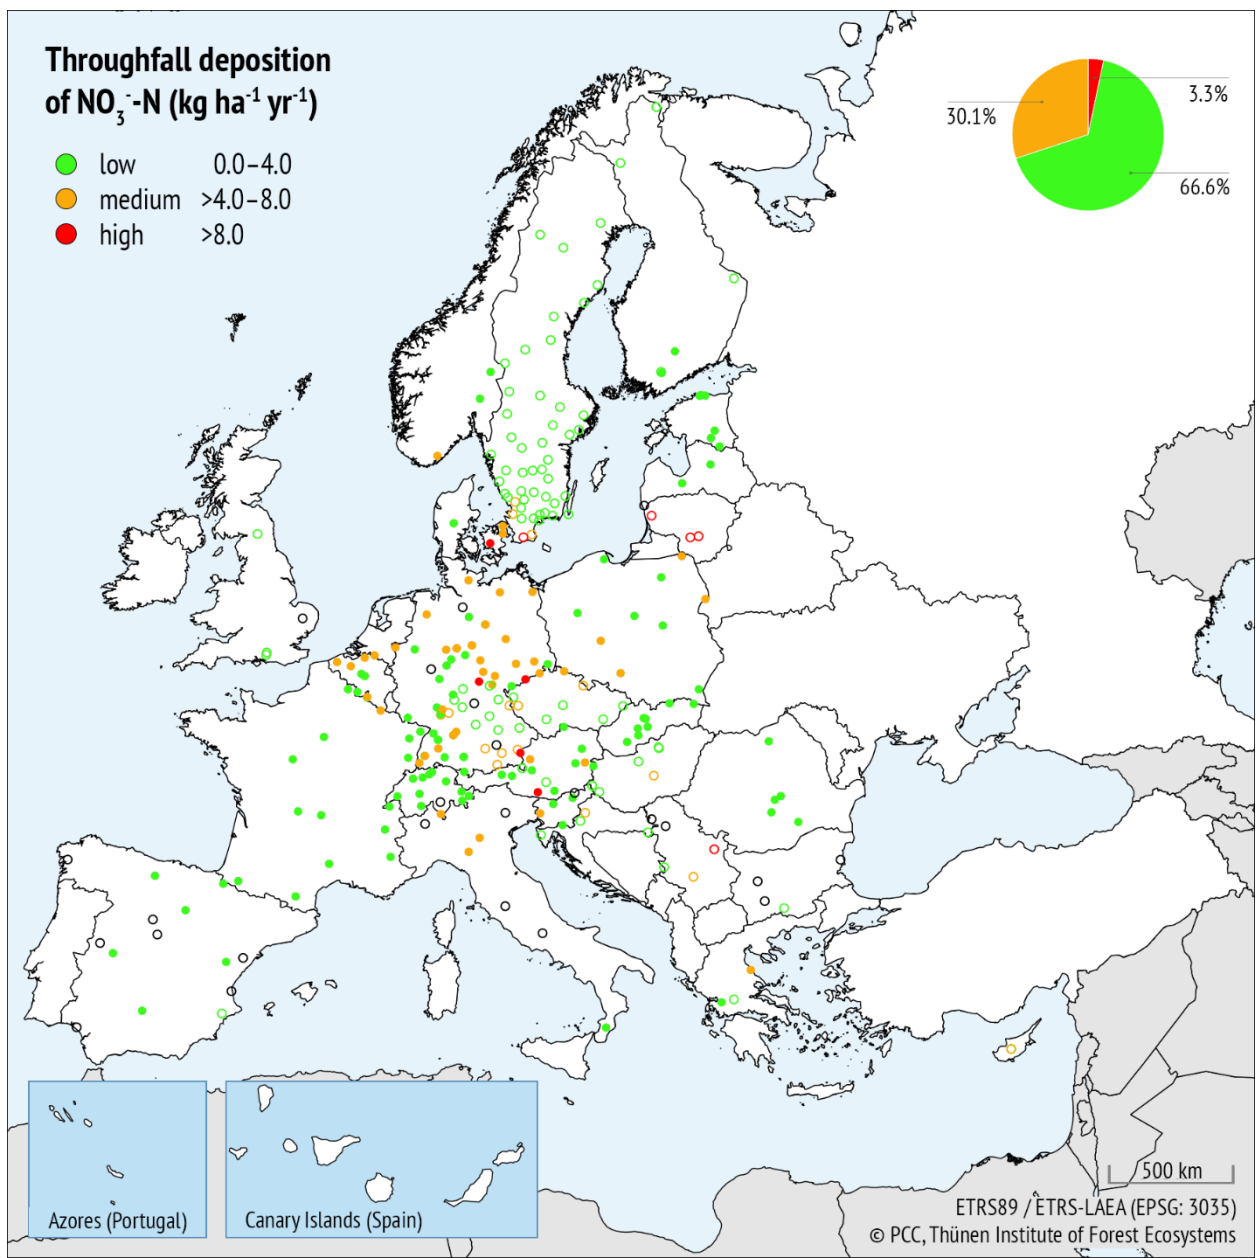 Throughfall deposition
of NO₃⁻-N (kg ha⁻¹ yr⁻¹)
low 0.0–4.0
medium >4.0–8.0
high >8.0
3.3%
30.1%
66.6%
Azores (Portugal)
Canary Islands (Spain)
500 km
ETRS89 / ETRS-LAEA (EPSG: 3035)
© PCC, Thünen Institute of Forest Ecosystems